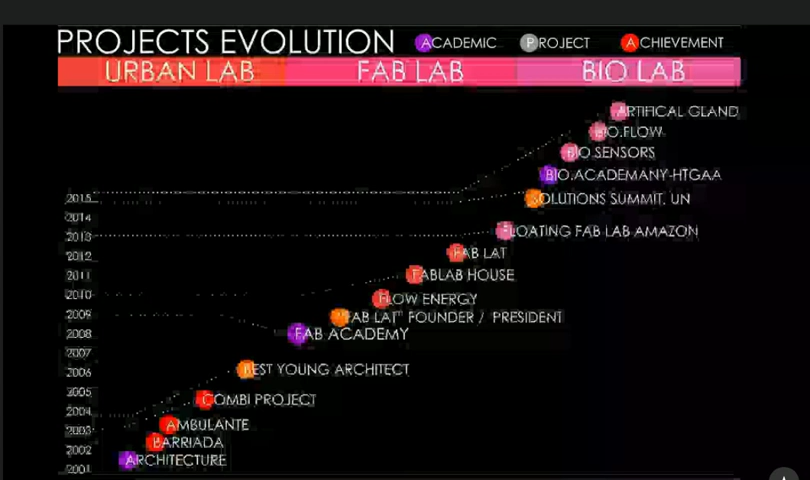 PROJECTS EVOLUTION
ACADEMIC
PROJECT
ACHIEVEMENT
URBAN LAB
FAB LAB
BIO LAB
ARTIFICAL GLAND
BIO.FLOW
BIO.SENSORS
BIO.ACADEMANY-HTGAA
2015
SOLUTIONS SUMMIT. UN
2014
2013
FLOATING FAB LAB AMAZON
2012
FAB LAT
2011
FABLAB HOUSE
2010
FLOW ENERGY
2009
FAB LAT" FOUNDER / PRESIDENT
2008
FAB ACADEMY
2007
2006
BEST YOUNG ARCHITECT
2005
COMBI PROJECT
2004
2003
AMBULANTE
2002
BARRIADA
2001
ARCHITECTURE